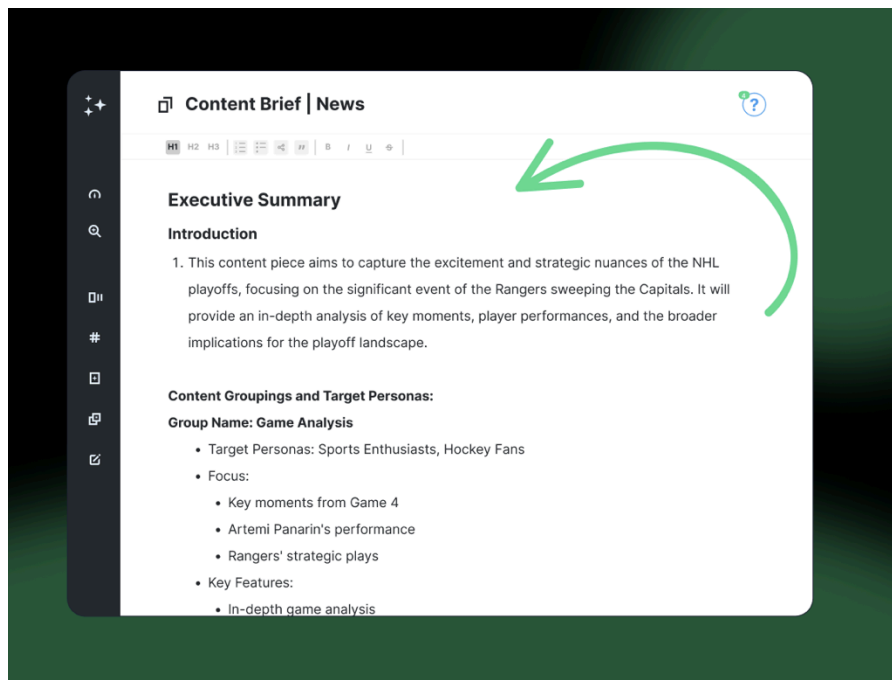 Content Brief | News
4
?
H1 H2 H3 B I U S
Executive Summary
Introduction
1. This content piece aims to capture the excitement and strategic nuances of the NHL
playoffs, focusing on the significant event of the Rangers sweeping the Capitals. It will
provide an in-depth analysis of key moments, player performances, and the broader
implications for the playoff landscape.
Content Groupings and Target Personas:
Group Name: Game Analysis
• Target Personas: Sports Enthusiasts, Hockey Fans
• Focus:
• Key moments from Game 4
• Artemi Panarin's performance
• Rangers' strategic plays
• Key Features:
• In-depth game analysis